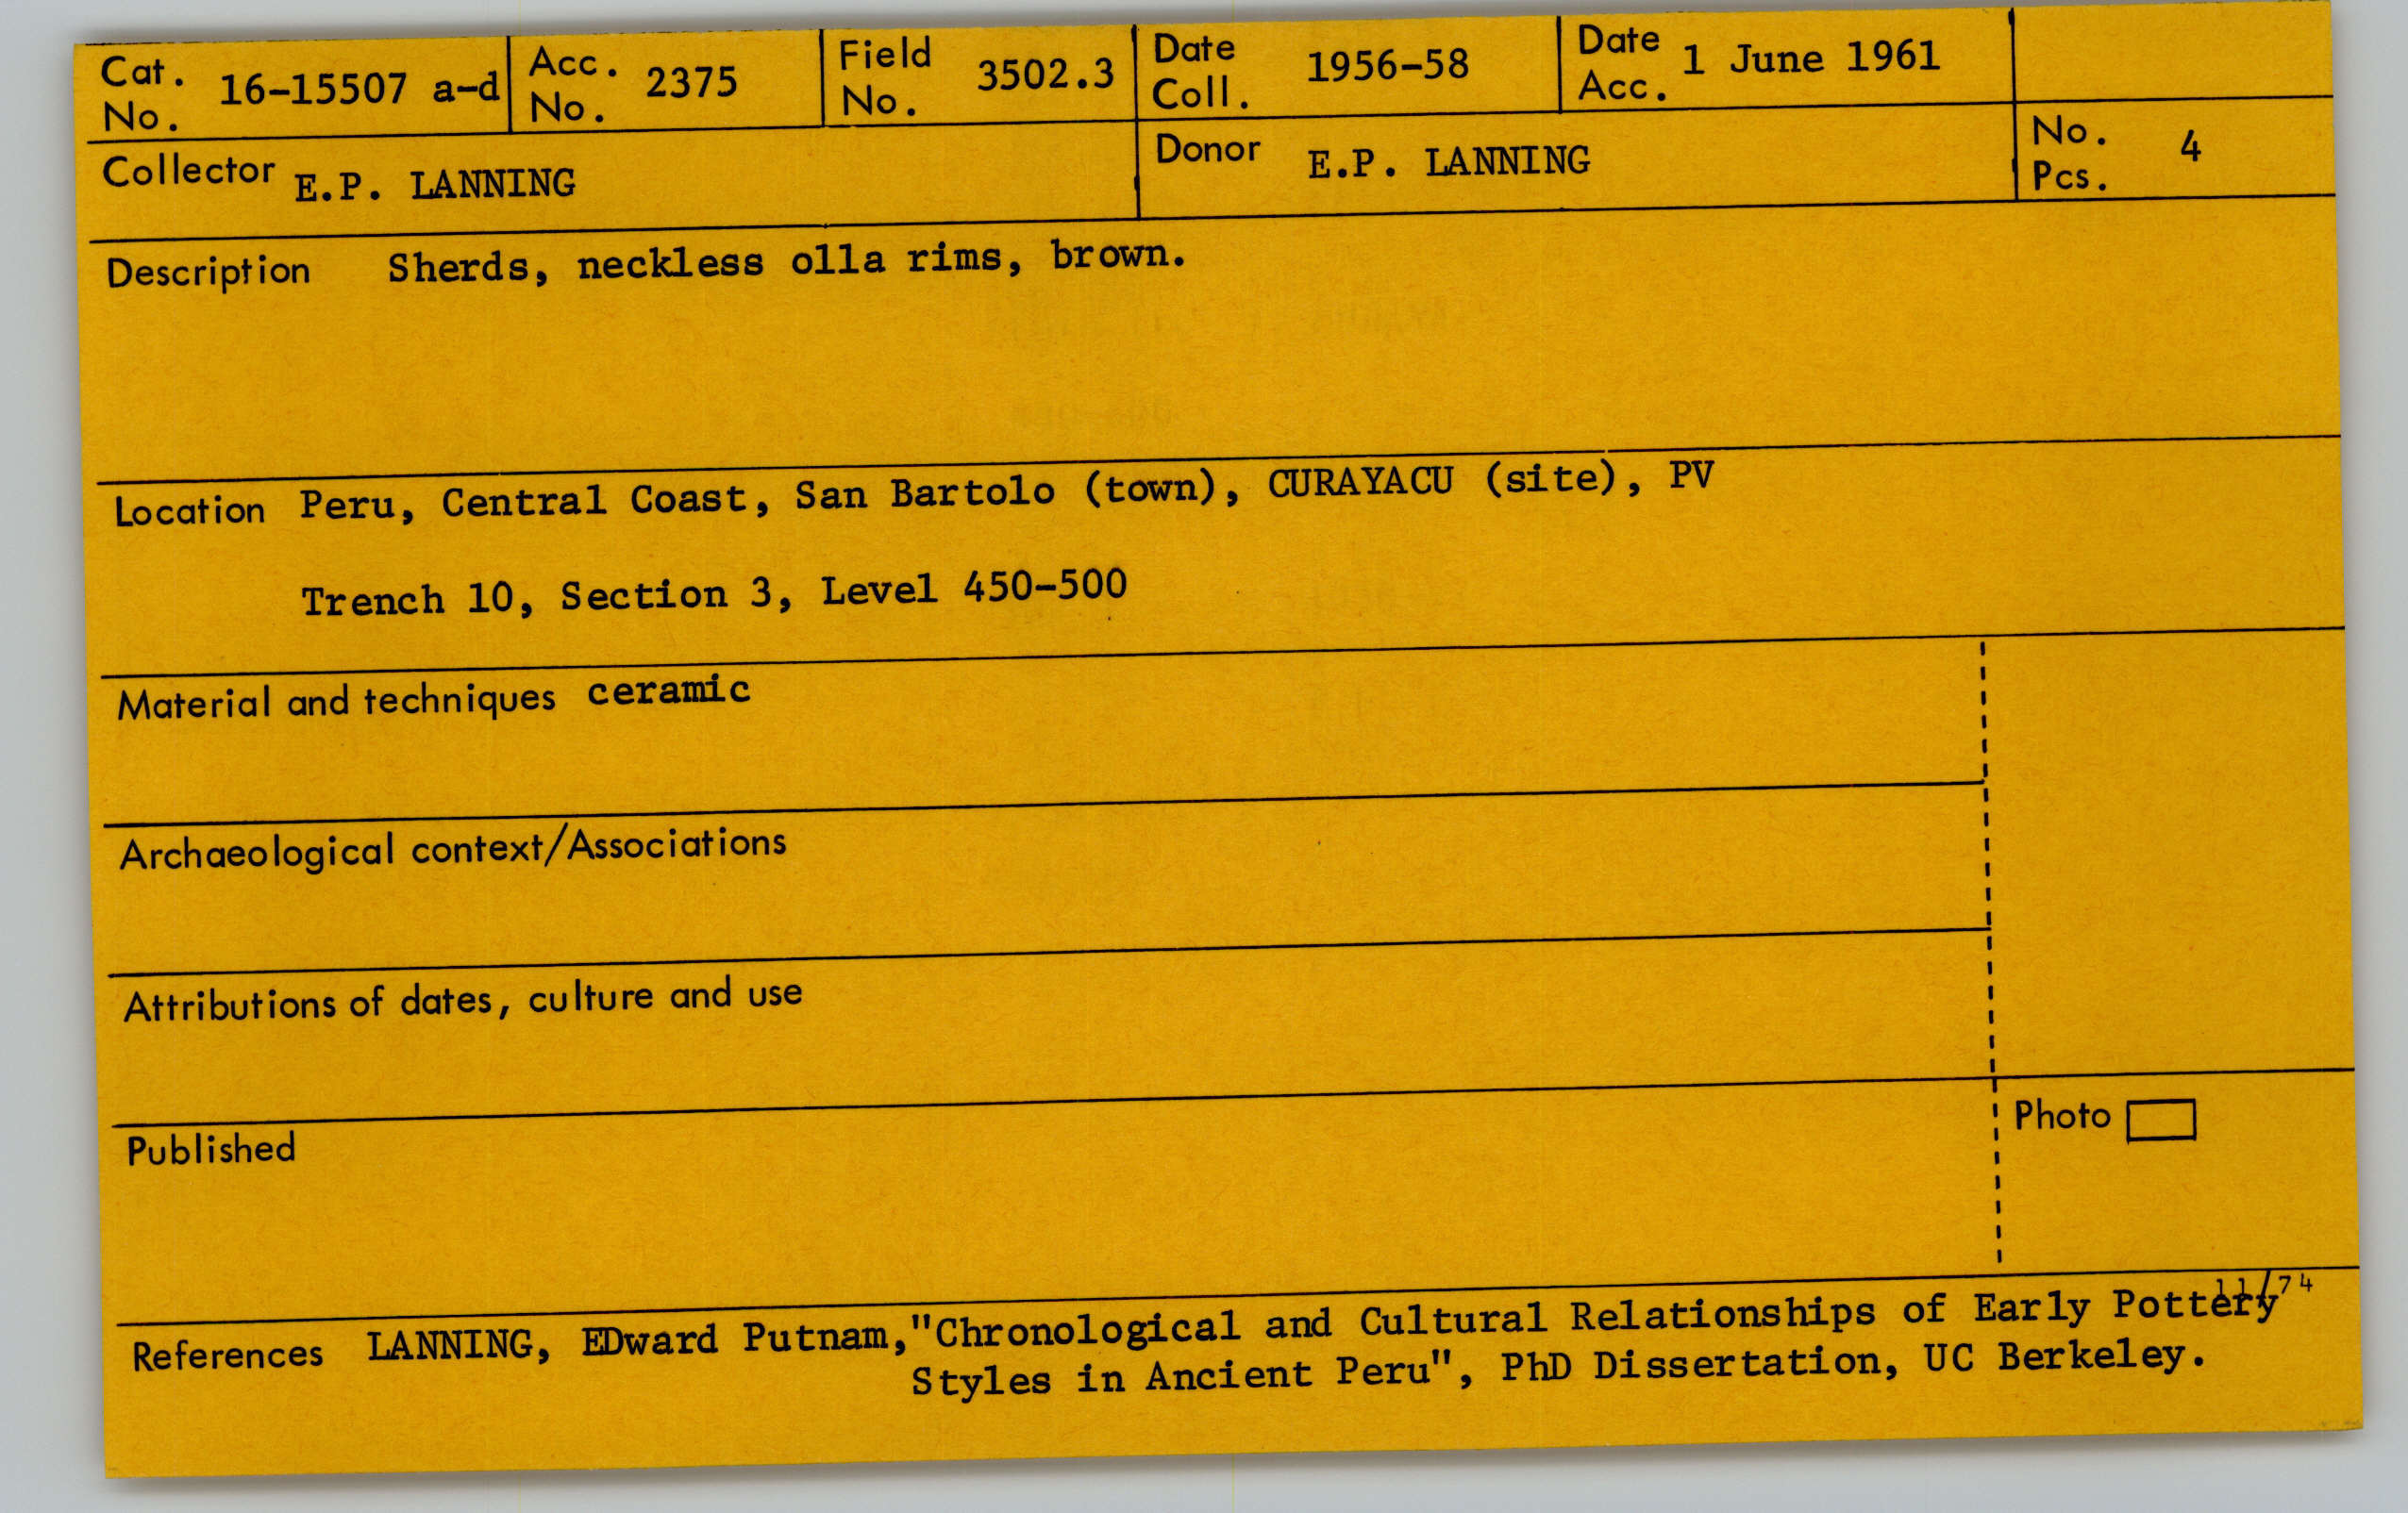 Cat. No. 16-15507 a-d Acc. No. 2375 Field No. 3502.3 Date Coll. 1956-58 Date Acc. 1 June 1961
Collector E.P. LANNING Donor E.P. LANNING No. Pcs. 4
Description Sherds, neckless olla rims, brown.
Location Peru, Central Coast, San Bartolo (town), CURAYACU (site), PV
Trench 10, Section 3, Level 450-500
Material and techniques ceramic
Archaeological context/Associations
Attributions of dates, culture and use
Published
Photo
11/74
References LANNING, EDward Putnam,"Chronological and Cultural Relationships of Early Pottery
Styles in Ancient Peru", PhD Dissertation, UC Berkeley.